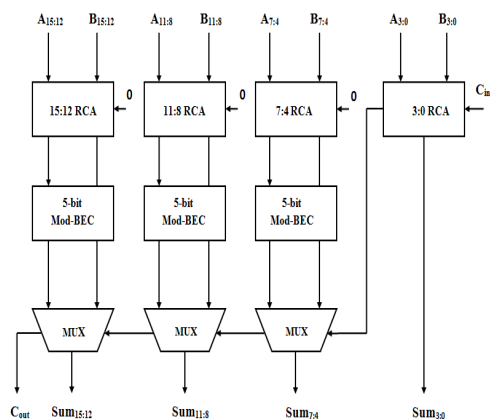 A15:12 B15:12 A11:8 B11:8 A7:4 B7:4 A3:0 B3:0
15:12 RCA 0 11:8 RCA 0 7:4 RCA 0 3:0 RCA Cin
5-bit Mod-BEC 5-bit Mod-BEC 5-bit Mod-BEC
MUX MUX MUX
Cout Sum15:12 Sum11:8 Sum7:4 Sum3:0